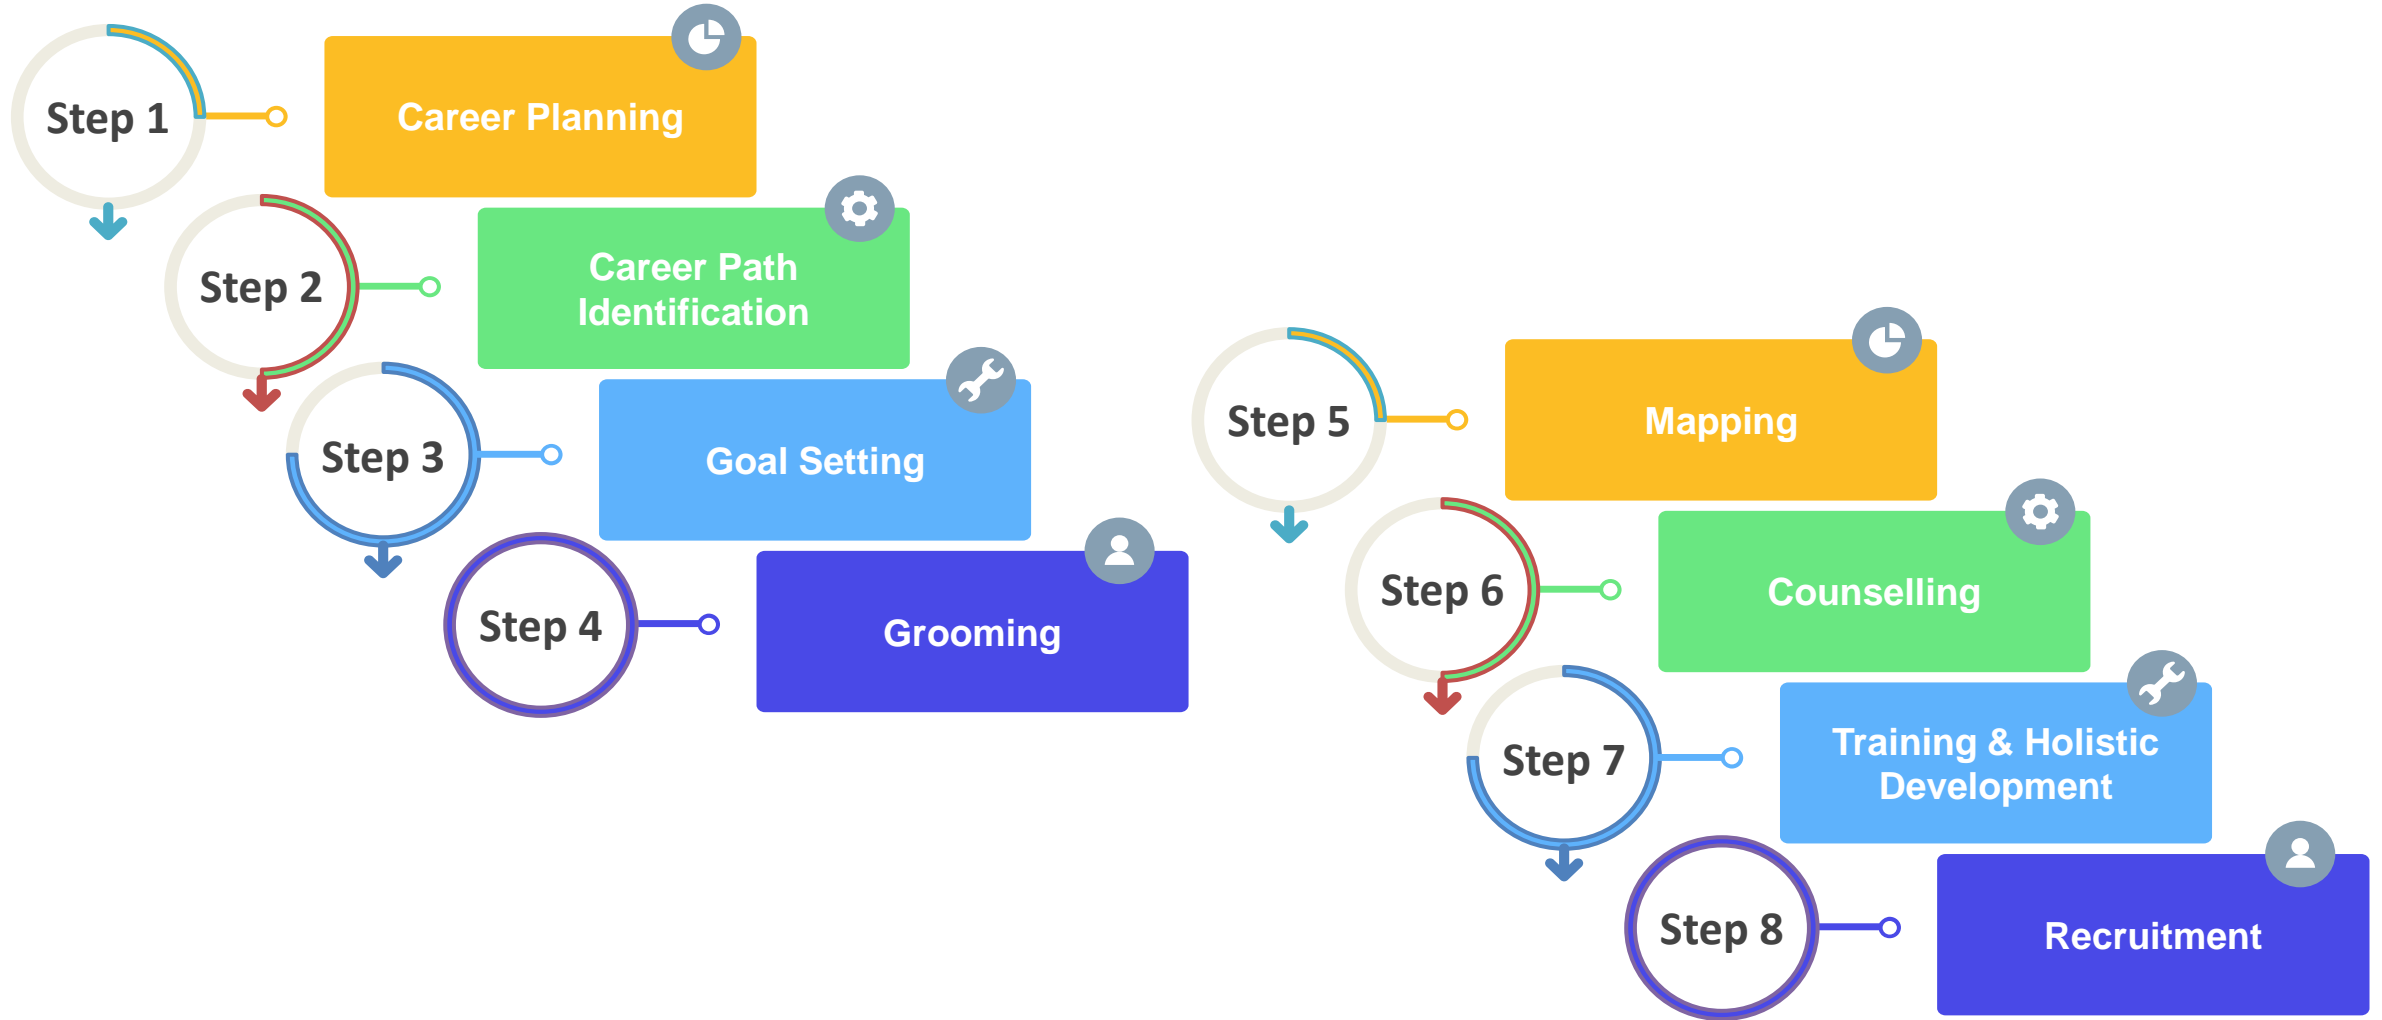 Step 1
Career Planning
Step 2
Career Path
Identification
Step 3
Goal Setting
Step 4
Grooming
Step 5
Mapping
Step 6
Counselling
Step 7
Training & Holistic
Development
Step 8
Recruitment